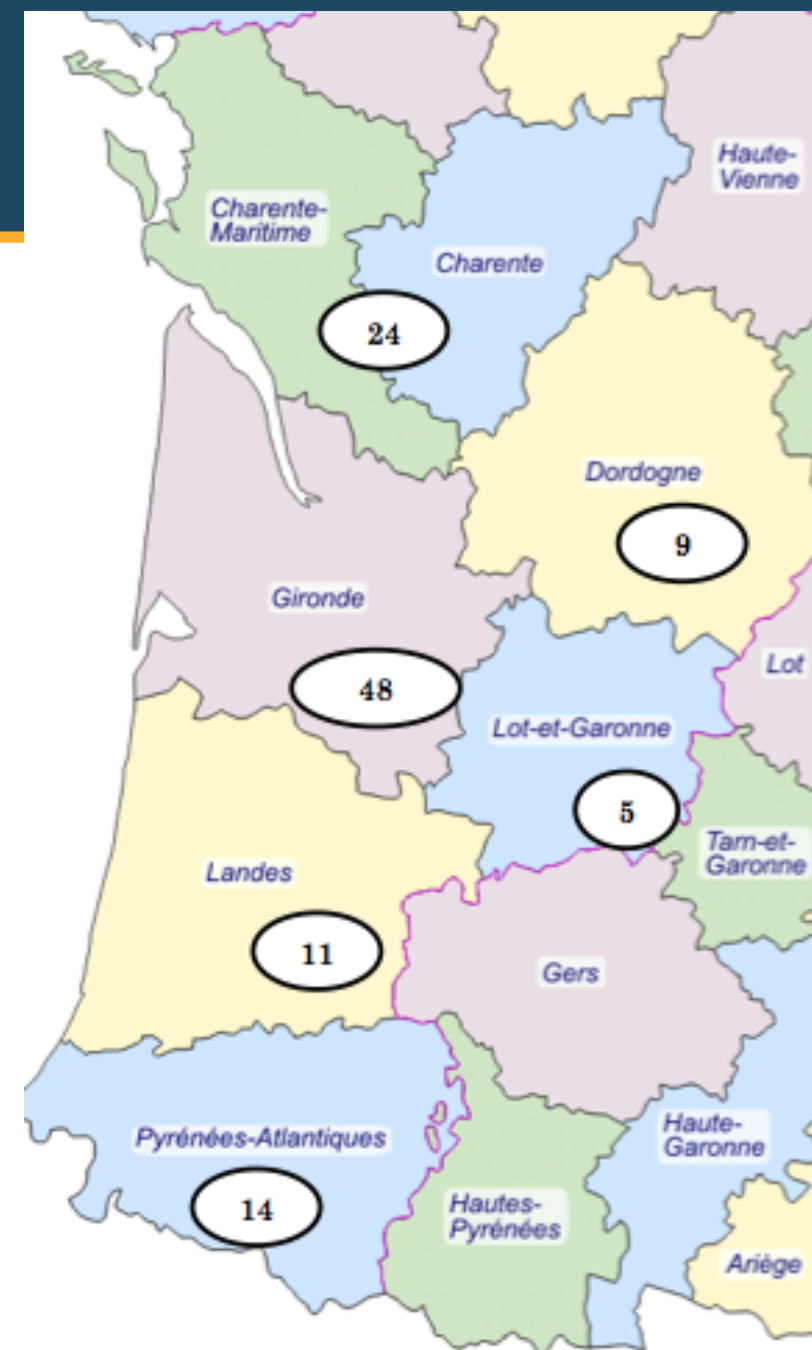 Haute-
Vienne
Charente-
Maritime
Charente
24
Dordogne
9
Gironde
Lot
48
Lot-et-Garonne
5
Tarn-et-
Garonne
Landes
11
Gers
Pyrénées-Atlantiques
Haute-
Garonne
14
Hautes-
Pyrénées
Ariège